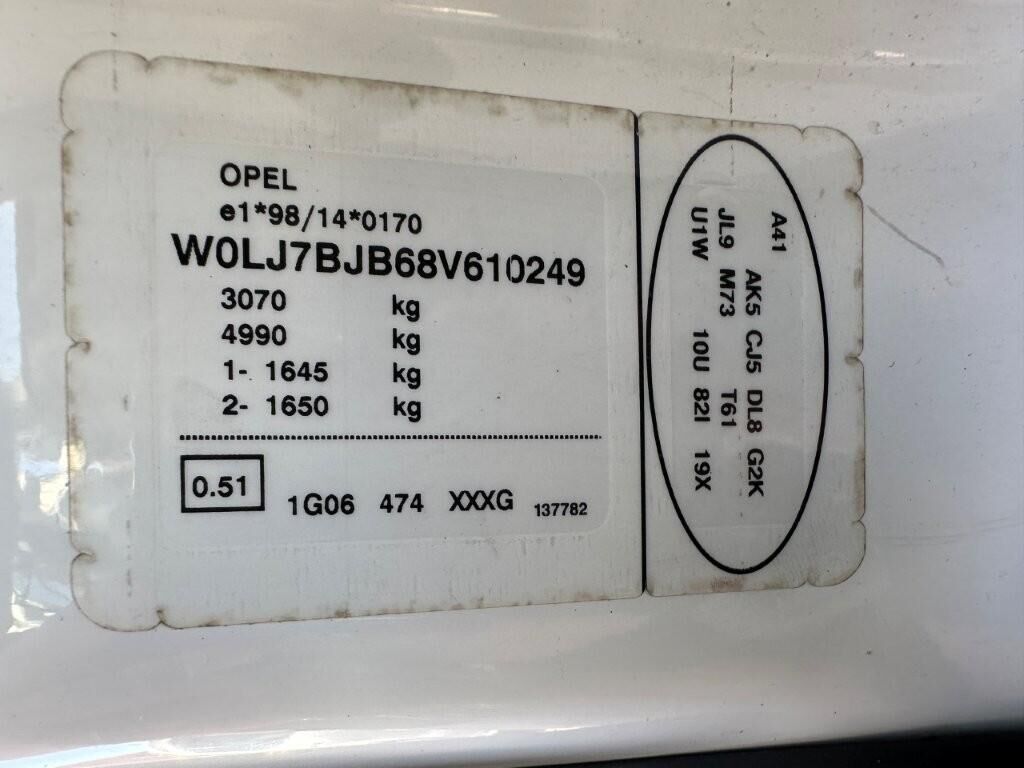 OPEL
e1*98/14*0170
W0LJ7BJB68V610249
3070 kg
4990 kg
1- 1645 kg
2- 1650 kg
0.51 1G06 474 XXXG 137782
A41
AK5 CJ5 DL8 G2K
JL9 M73 T61
U1W 10U 82I 19X